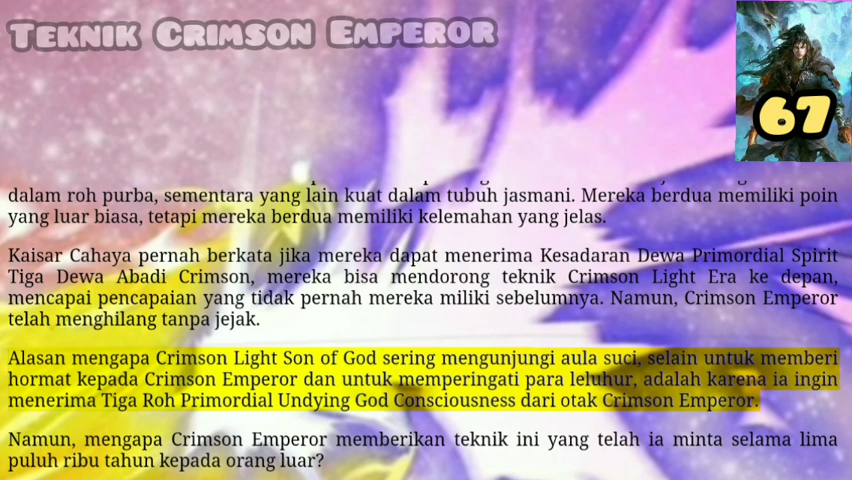 Teknik Crimson Emperor
67
dalam roh purba, sementara yang lain kuat dalam tubuh jasmani. Mereka berdua memiliki poin
yang luar biasa, tetapi mereka berdua memiliki kelemahan yang jelas.
Kaisar Cahaya pernah berkata jika mereka dapat menerima Kesadaran Dewa Primordial Spirit
Tiga Dewa Abadi Crimson, mereka bisa mendorong teknik Crimson Light Era ke depan,
mencapai pencapaian yang tidak pernah mereka miliki sebelumnya. Namun, Crimson Emperor
telah menghilang tanpa jejak.
Alasan mengapa Crimson Light Son of God sering mengunjungi aula suci, selain untuk memberi
hormat kepada Crimson Emperor dan untuk memperingati para leluhur, adalah karena ia ingin
menerima Tiga Roh Primordial Undying God Consciousness dari otak Crimson Emperor.
Namun, mengapa Crimson Emperor memberikan teknik ini yang telah ia minta selama lima
puluh ribu tahun kepada orang luar?